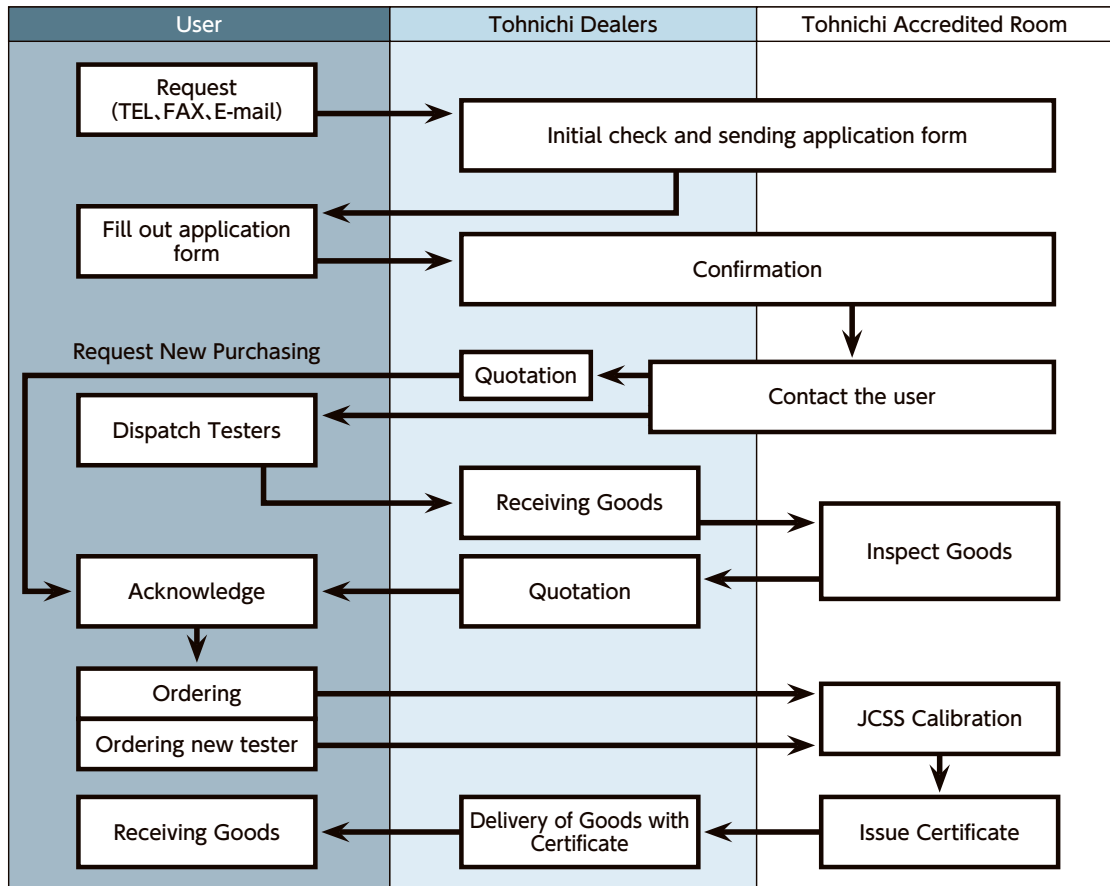 User
Tohnichi Dealers
Tohnichi Accredited Room
Request
(TEL、FAX、E-mail)
Initial check and sending application form
Fill out application
form
Confirmation
Request New Purchasing
Quotation
Contact the user
Dispatch Testers
Receiving Goods
Inspect Goods
Acknowledge
Quotation
Ordering
JCSS Calibration
Ordering new tester
Receiving Goods
Delivery of Goods with
Certificate
Issue Certificate